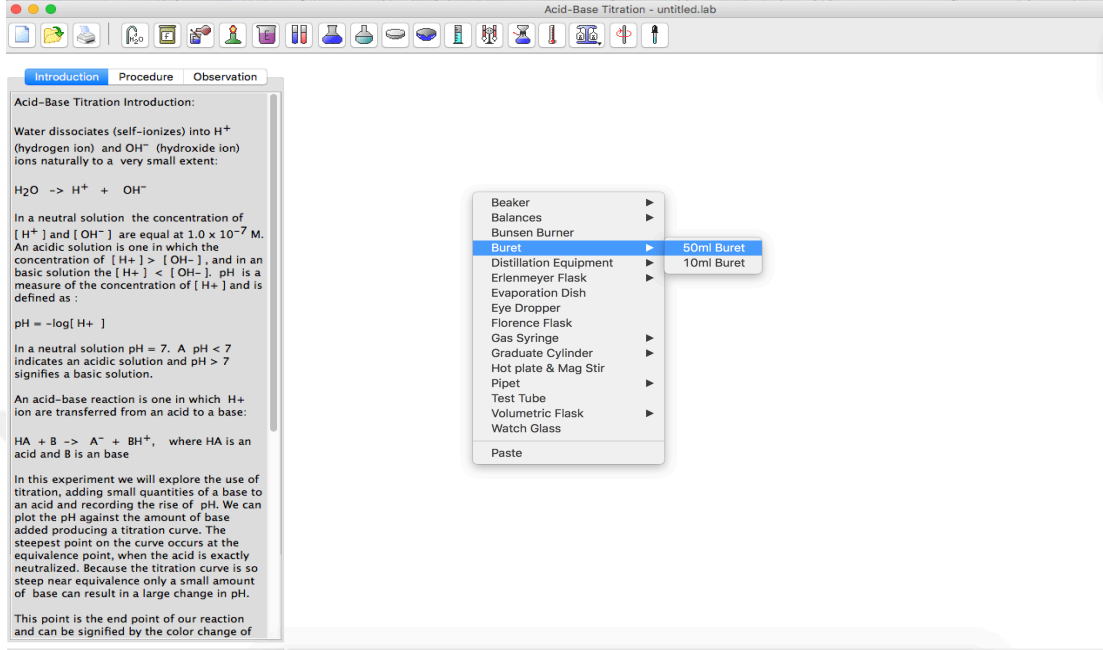 Acid-Base Titration - untitled.lab
Introduction Procedure Observation
Acid-Base Titration Introduction:
Water dissociates (self-ionizes) into H⁺
(hydrogen ion) and OH⁻ (hydroxide ion)
ions naturally to a very small extent:
H₂O -> H⁺ + OH⁻
In a neutral solution the concentration of
[ H⁺ ] and [ OH⁻ ] are equal at 1.0 x 10⁻⁷ M.
An acidic solution is one in which the
concentration of [ H+ ] > [ OH- ] , and in an
basic solution the [ H+ ] < [ OH- ]. pH is a
measure of the concentration of [ H+ ] and is
defined as :
pH = -log[ H+ ]
In a neutral solution pH = 7. A pH < 7
indicates an acidic solution and pH > 7
signifies a basic solution.
An acid-base reaction is one in which H+
ion are transferred from an acid to a base:
HA + B -> A⁻ + BH⁺, where HA is an
acid and B is an base
In this experiment we will explore the use of
titration, adding small quantities of a base to
an acid and recording the rise of pH. We can
plot the pH against the amount of base
added producing a titration curve. The
steepest point on the curve occurs at the
equivalence point, when the acid is exactly
neutralized. Because the titration curve is so
steep near equivalence only a small amount
of base can result in a large change in pH.
This point is the end point of our reaction
and can be signified by the color change of
Beaker
Balances
Bunsen Burner
Buret
Distillation Equipment
Erlenmeyer Flask
Evaporation Dish
Eye Dropper
Florence Flask
Gas Syringe
Graduate Cylinder
Hot plate & Mag Stir
Pipet
Test Tube
Volumetric Flask
Watch Glass
Paste
50ml Buret
10ml Buret